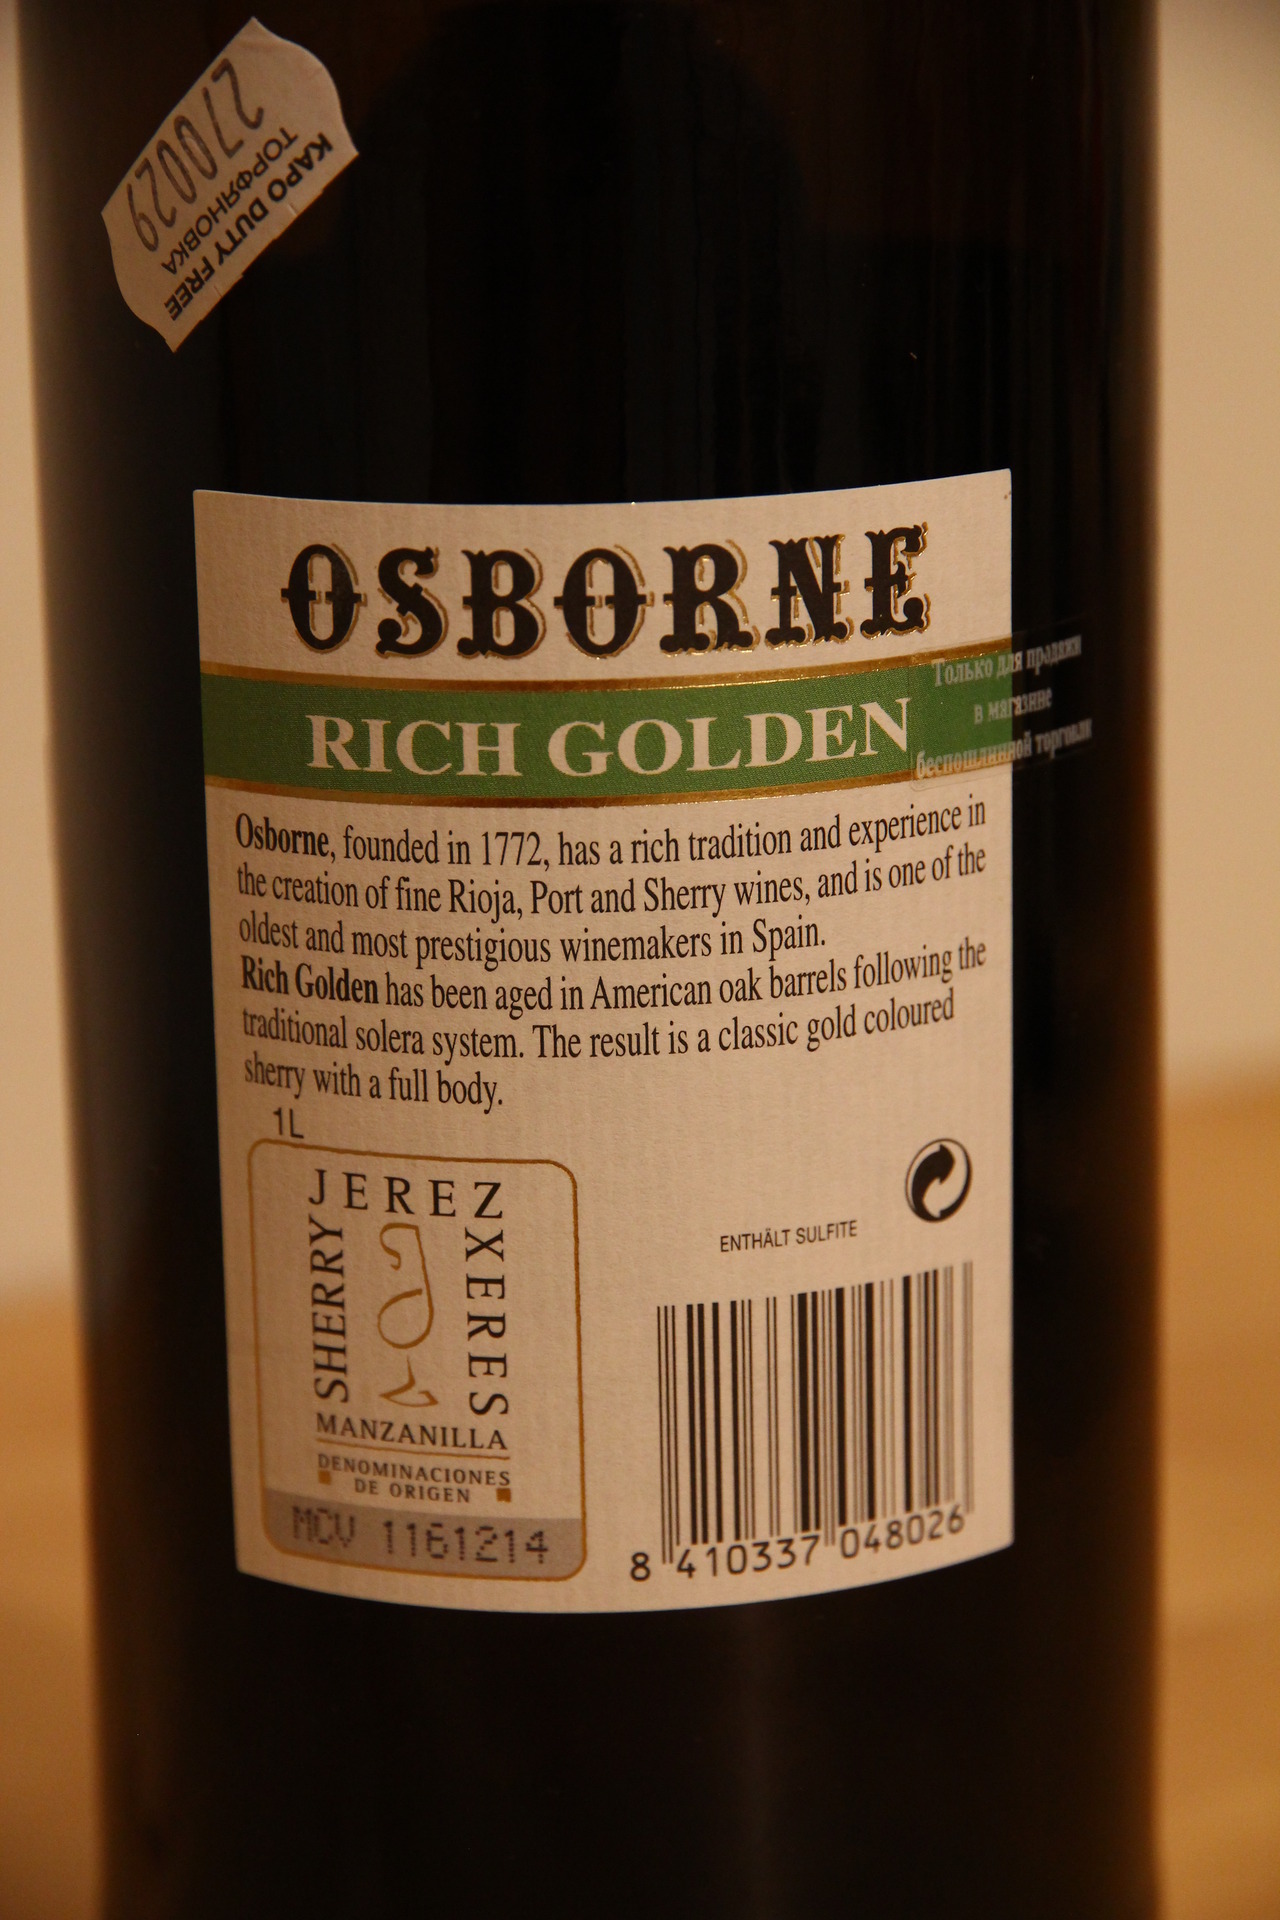 270029
ТОРФЯНОВКА
KAPO DUTY FREE
OSBORNE
RICH GOLDEN
Только для продажи
в магазине
беспошлинной торговли
Osborne, founded in 1772, has a rich tradition and experience in
the creation of fine Rioja, Port and Sherry wines, and is one of the
oldest and most prestigious winemakers in Spain.
Rich Golden has been aged in American oak barrels following the
traditional solera system. The result is a classic gold coloured
sherry with a full body.
1L
JEREZ
XERES
SHERRY
MANZANILLA
DENOMINACIONES
DE ORIGEN
MCV 1161214
ENTHÄLT SULFITE
8 410337 048026